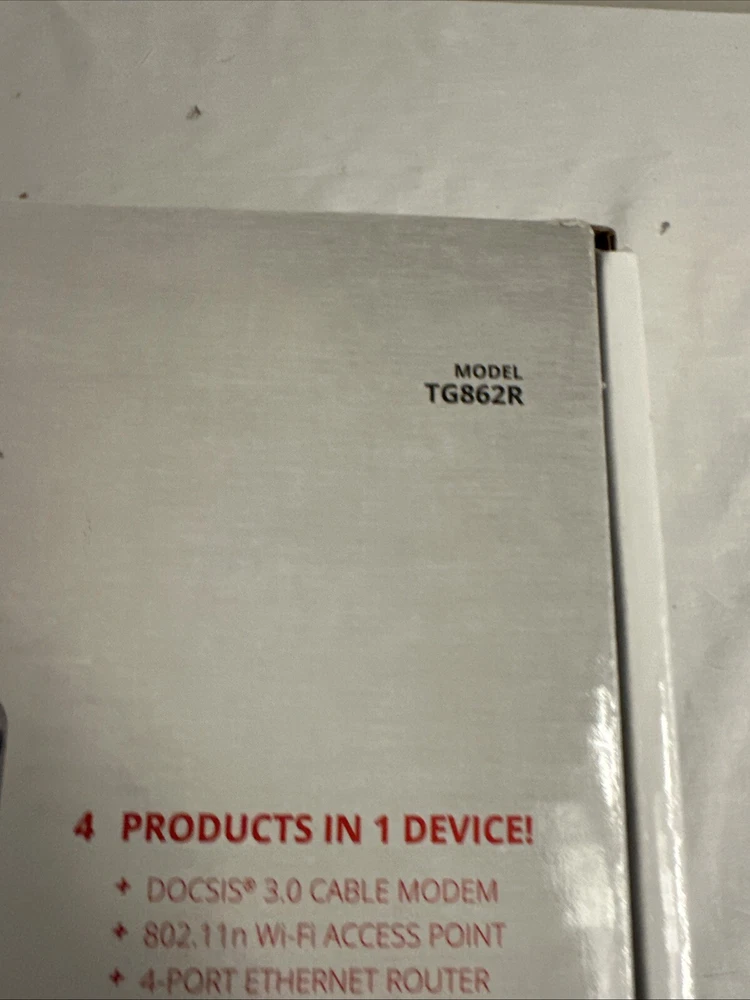 MODEL
TG862R
4 PRODUCTS IN 1 DEVICE!
+ DOCSIS® 3.0 CABLE MODEM
+ 802.11n Wi-Fi ACCESS POINT
+ 4-PORT ETHERNET ROUTER